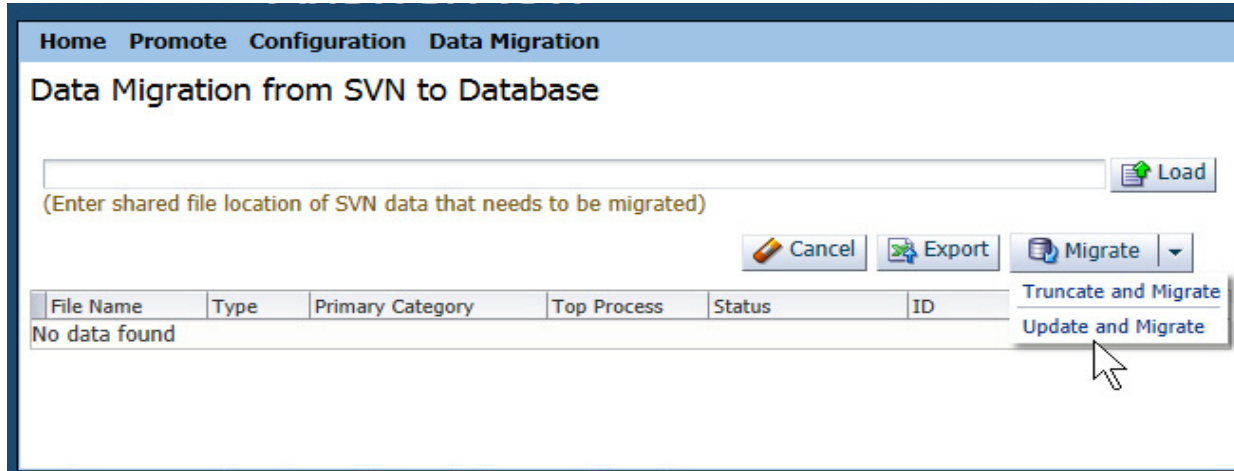 Home Promote Configuration Data Migration
Data Migration from SVN to Database
Load
(Enter shared file location of SVN data that needs to be migrated)
Cancel Export Migrate
File Name Type Primary Category Top Process Status ID
Truncate and Migrate
No data found
Update and Migrate